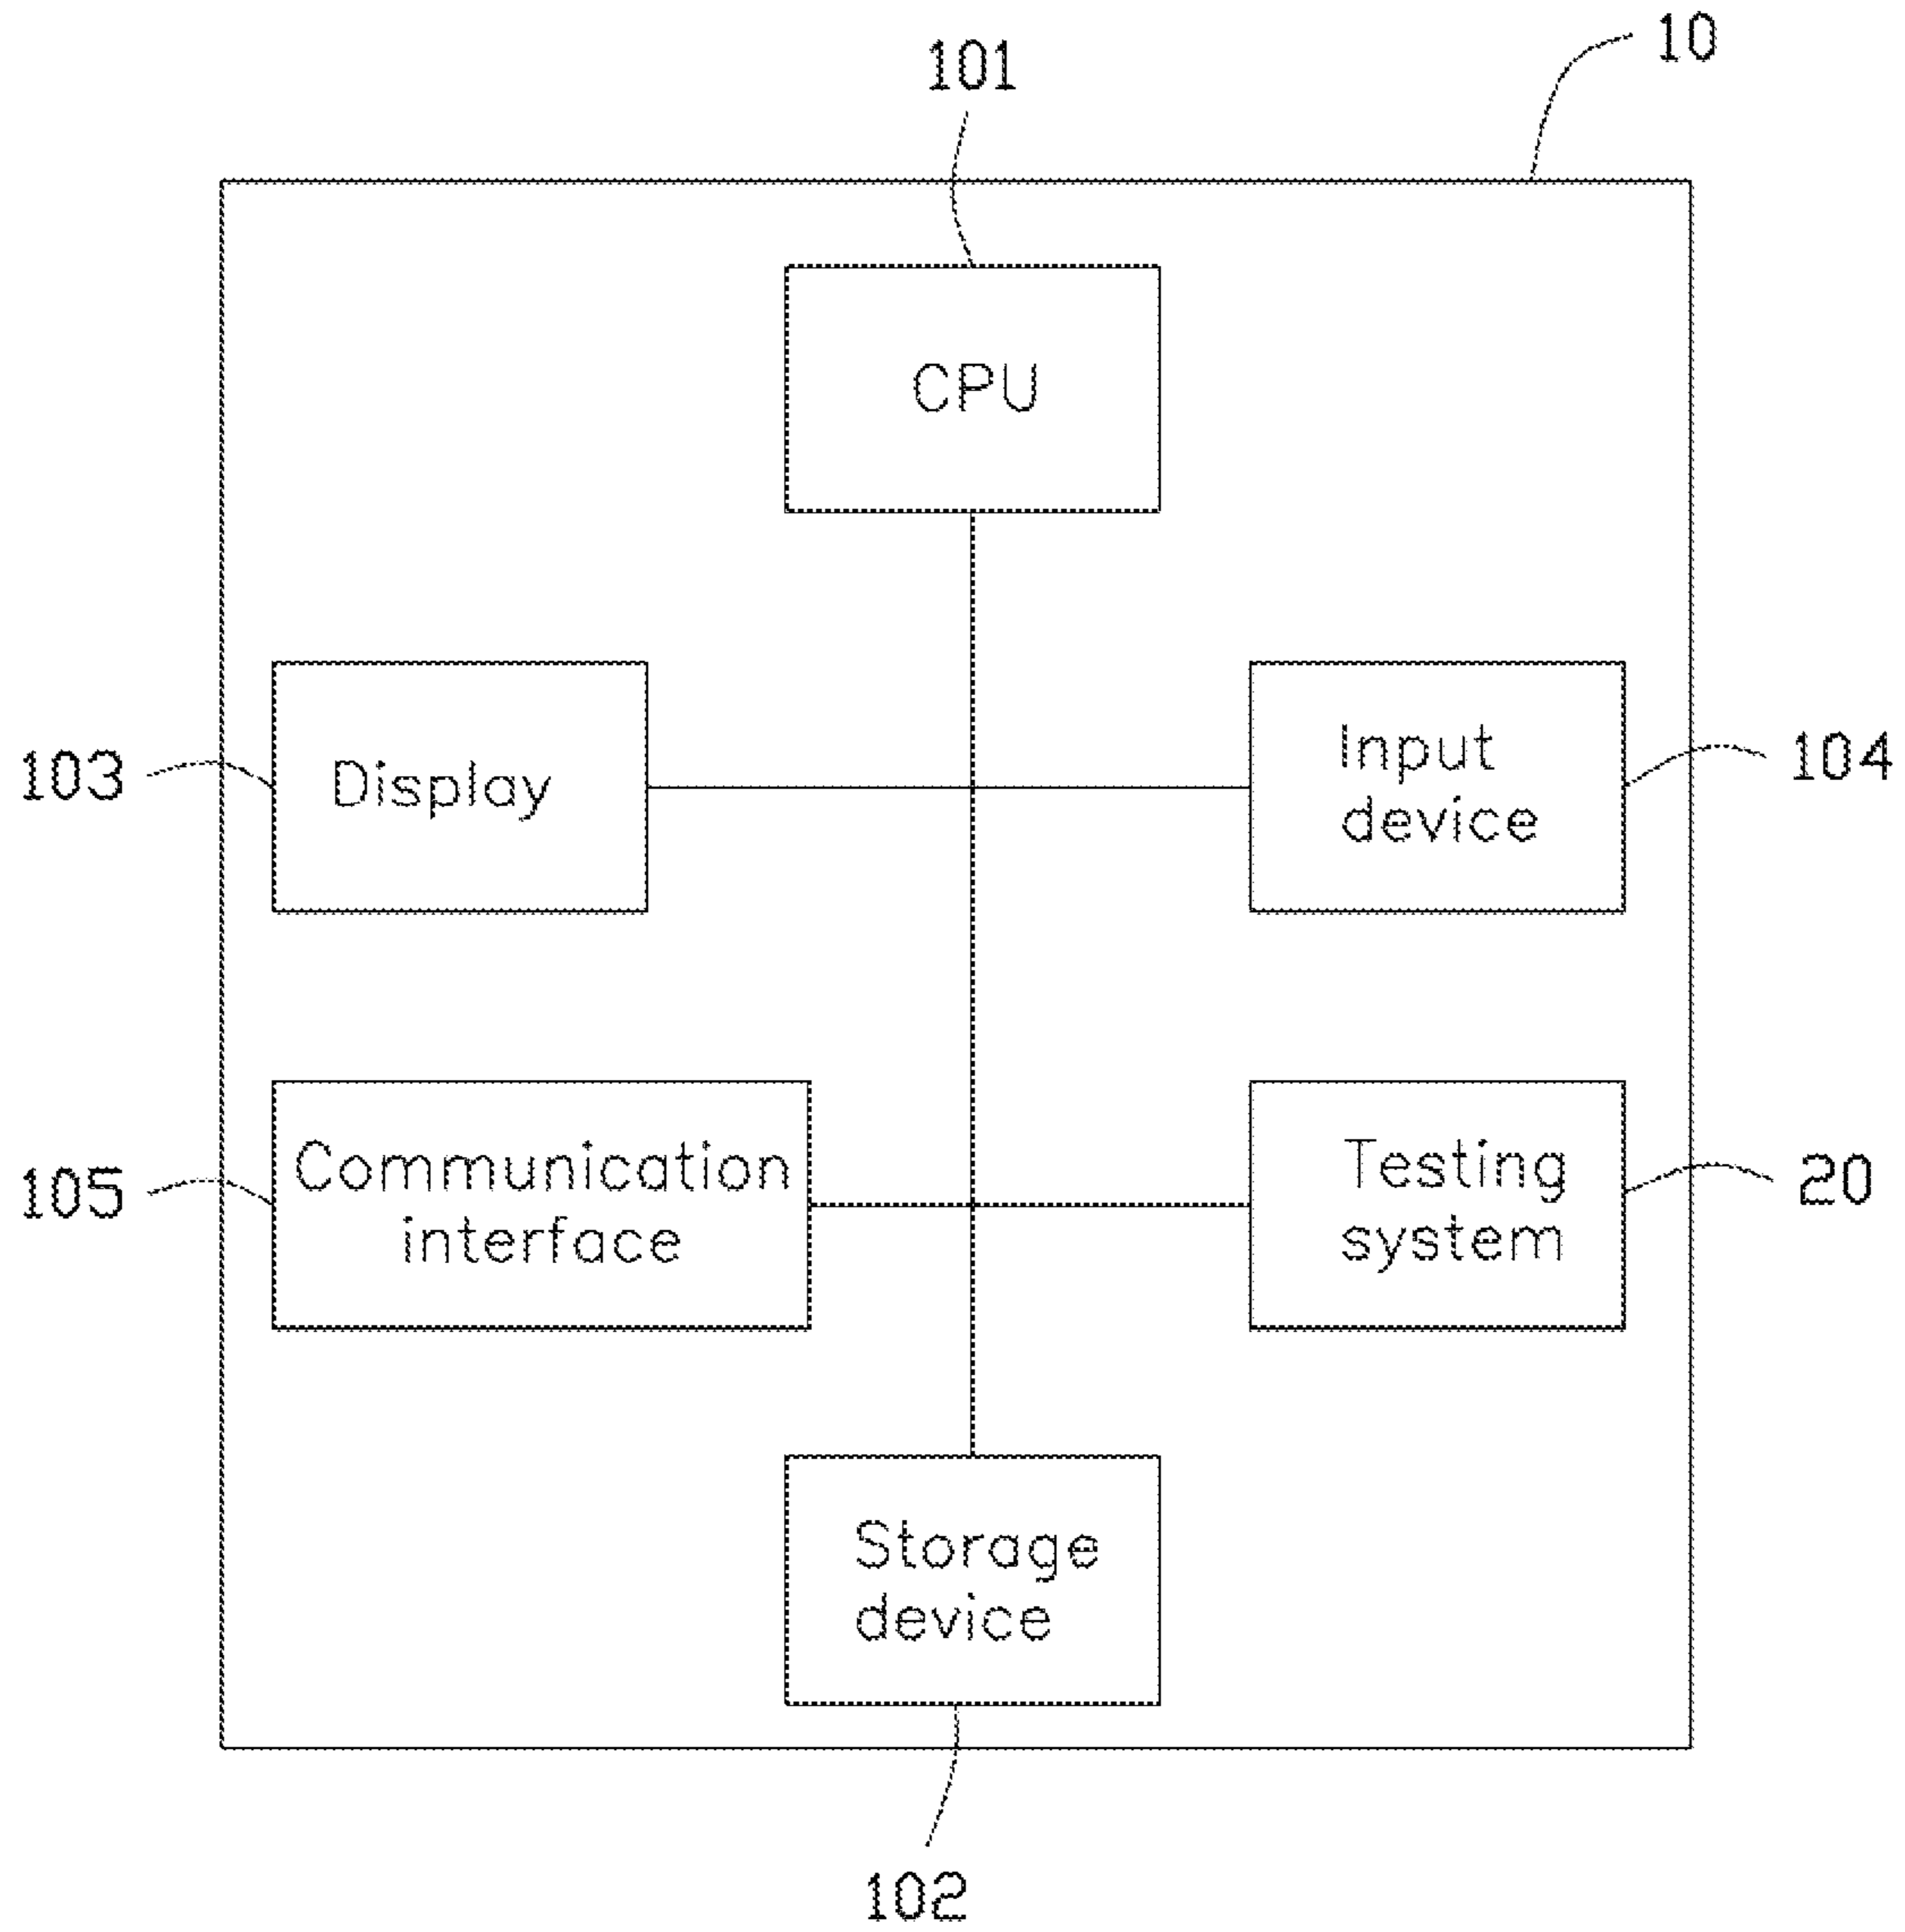 10
101
CPU
103
Display
Input
device
104
105
Communication
interface
Testing
system
20
Storage
device
102